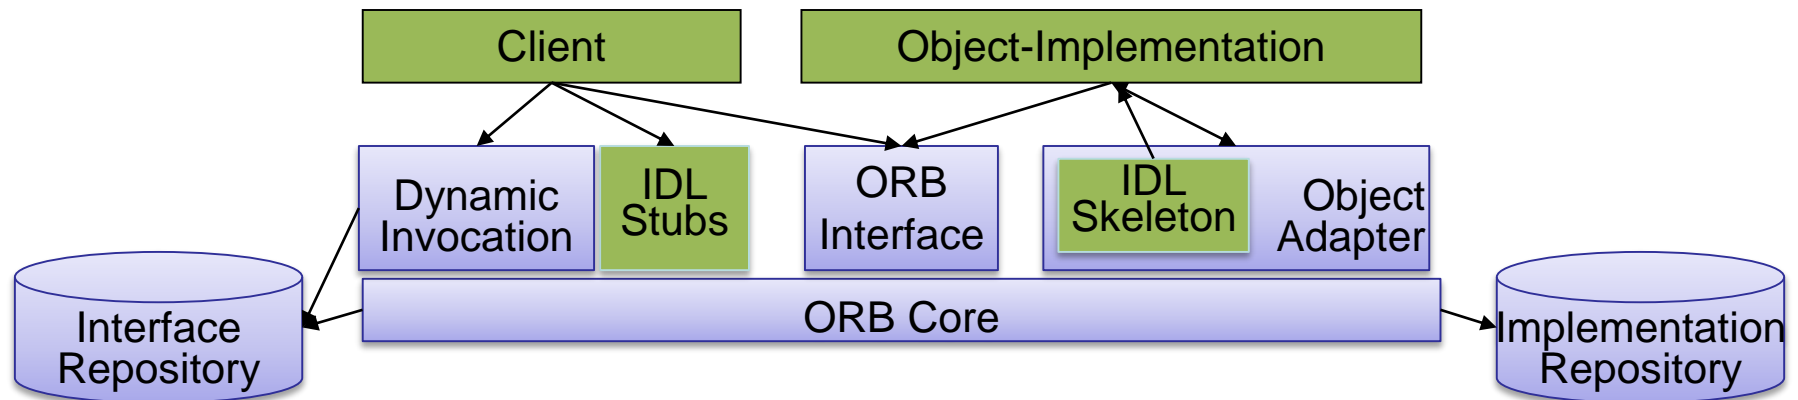 Client
Object-Implementation
Dynamic
Invocation
IDL
Stubs
ORB
Interface
IDL
Skeleton
Object
Adapter
ORB Core
Interface
Repository
Implementation
Repository